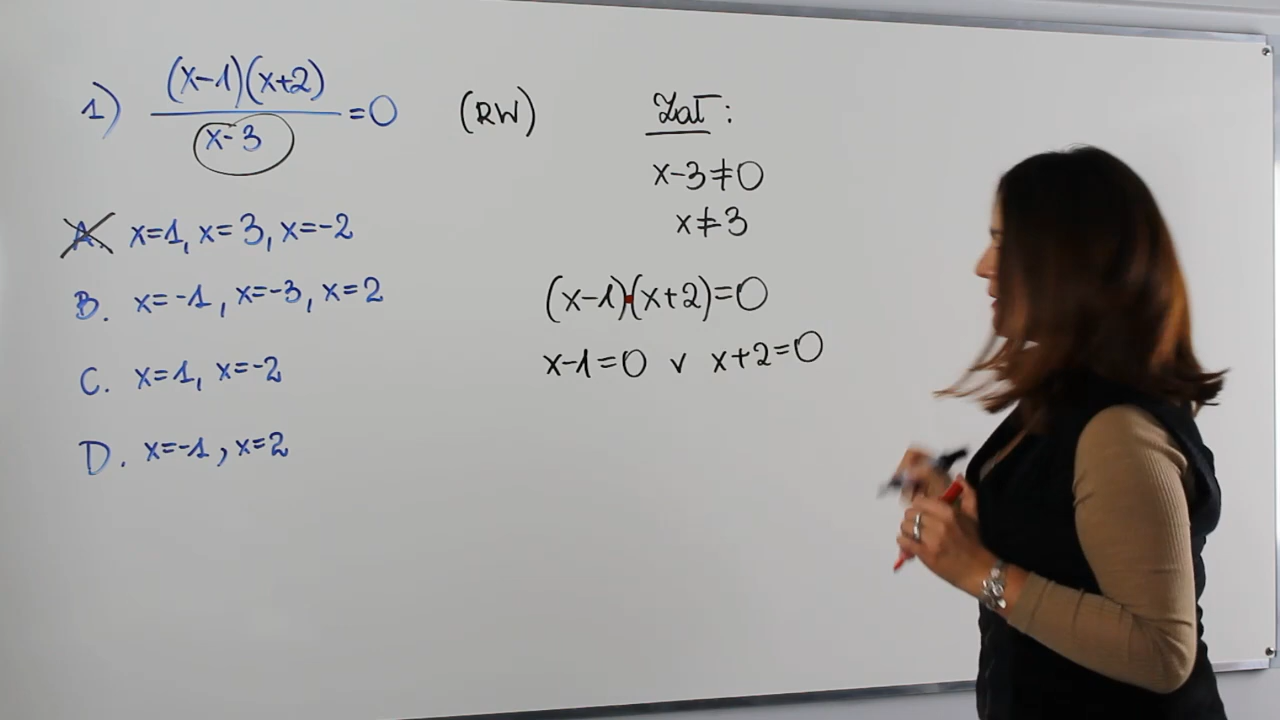 1) (x-1)(x+2)
x-3
=0 (RW)
A. x=1, x=3, x=-2
B. x=-1, x=-3, x=2
C. x=1, x=-2
D. x=-1, x=2
Zał:
x-3≠0
x≠3
(x-1)·(x+2)=0
x-1=0 v x+2=0